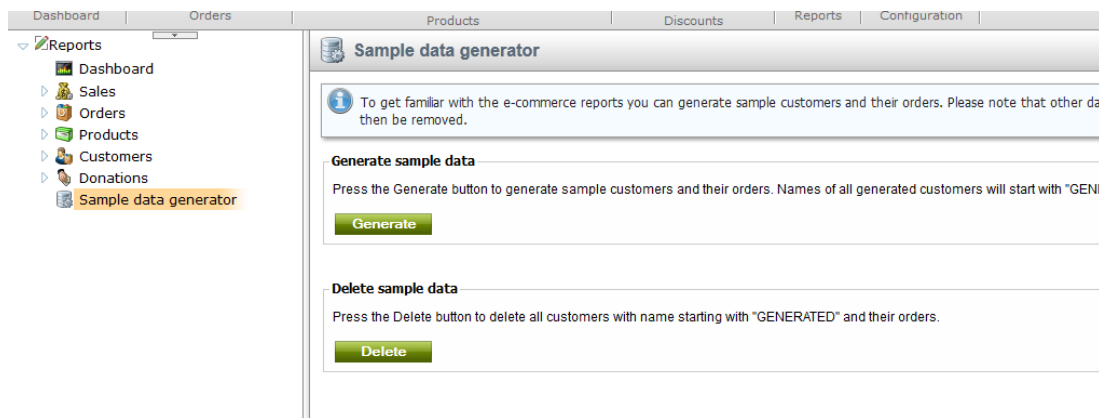 Dashboard Orders Products Discounts Reports Configuration
Reports
Dashboard
Sales
Orders
Products
Customers
Donations
Sample data generator
Sample data generator
To get familiar with the e-commerce reports you can generate sample customers and their orders. Please note that other da
then be removed.
Generate sample data
Press the Generate button to generate sample customers and their orders. Names of all generated customers will start with "GEN
Generate
Delete sample data
Press the Delete button to delete all customers with name starting with "GENERATED" and their orders.
Delete